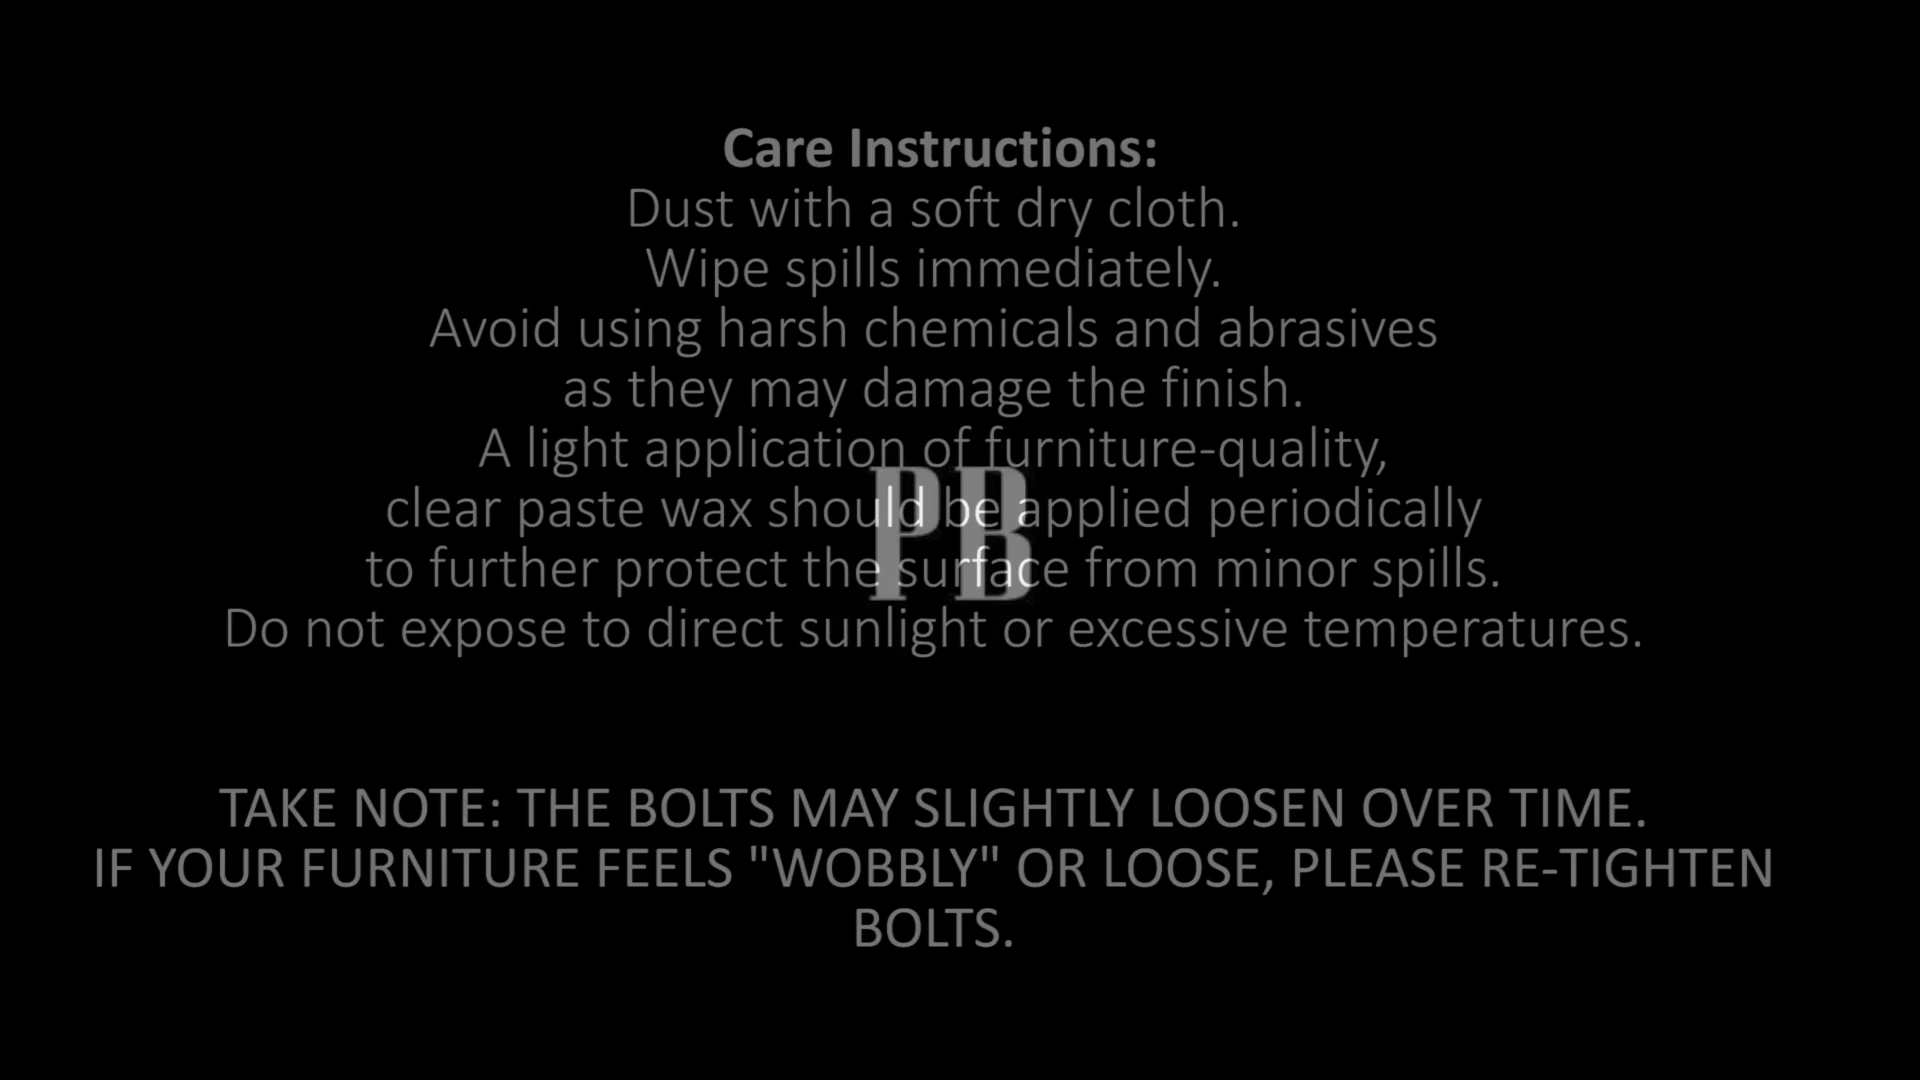 Care Instructions:
Dust with a soft dry cloth.
Wipe spills immediately.
Avoid using harsh chemicals and abrasives
as they may damage the finish.
A light application of furniture-quality,
clear paste wax should be applied periodically
PB
to further protect the surface from minor spills.
Do not expose to direct sunlight or excessive temperatures.
TAKE NOTE: THE BOLTS MAY SLIGHTLY LOOSEN OVER TIME.
IF YOUR FURNITURE FEELS "WOBBLY" OR LOOSE, PLEASE RE-TIGHTEN
BOLTS.